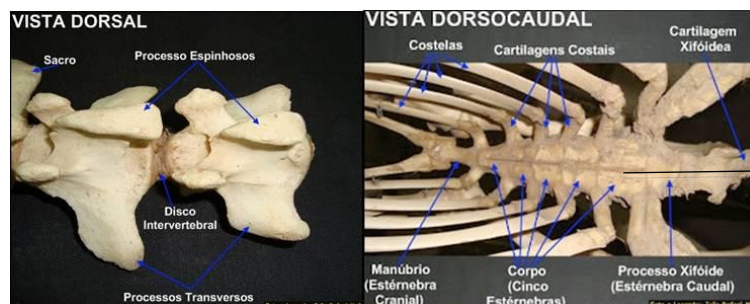 VISTA DORSAL
Sacro
Processo Espinhosos
Disco
Intervertebral
Processos Transversos
VISTA DORSOCAUDAL
Costelas
Cartilagens Costais
Cartilagem
Xifóidea
Manúbrio
(Estérnebra
Cranial)
Corpo
(Cinco
Estérnebras)
Processo Xifóide
(Estérnebra Caudal)